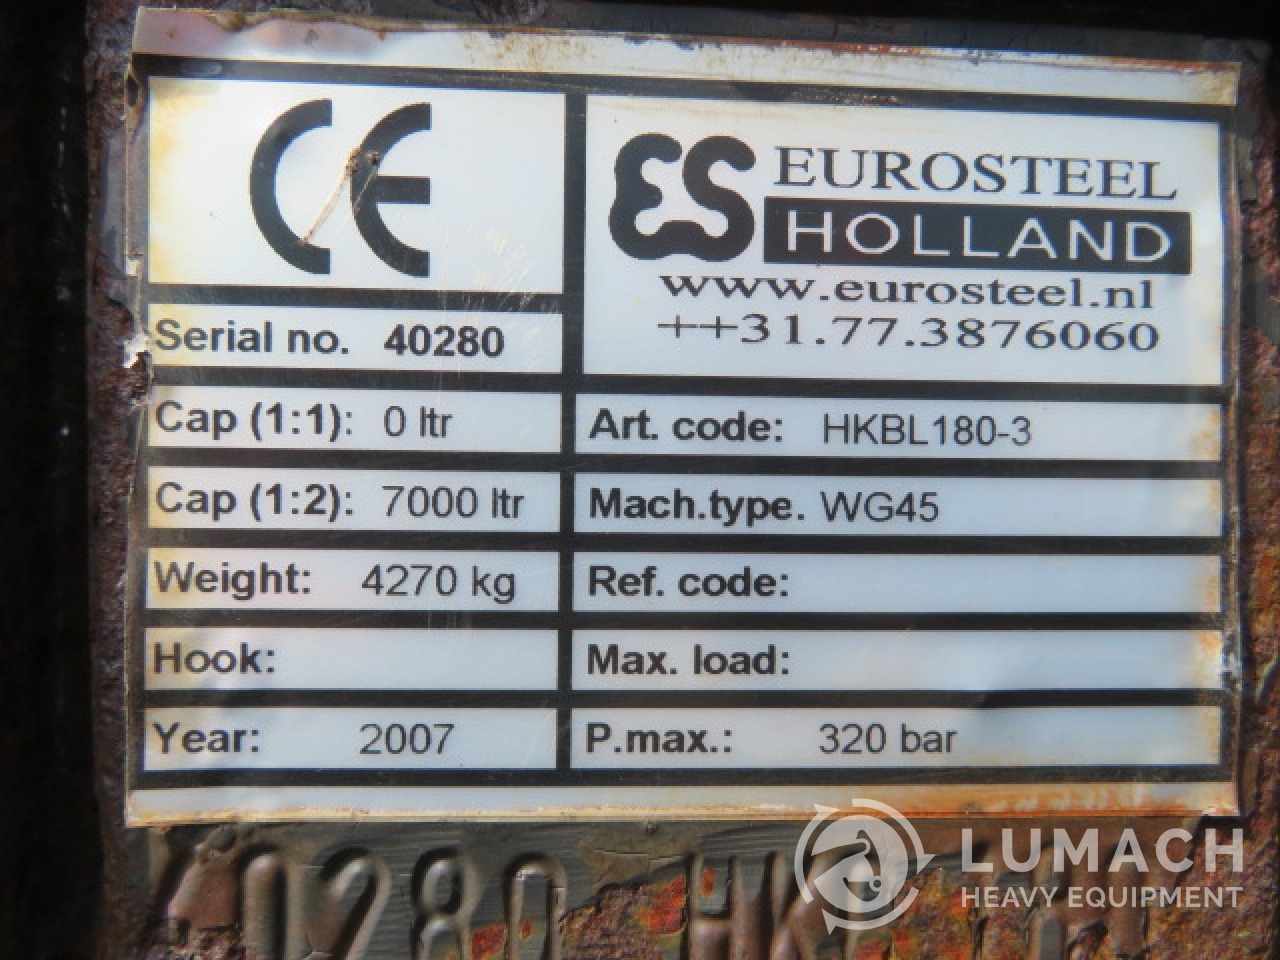 CE
ES EUROSTEEL
HOLLAND
www.eurosteel.nl
++31.77.3876060
Serial no. 40280
Cap (1:1): 0 ltr
Art. code: HKBL180-3
Cap (1:2): 7000 ltr
Mach.type. WG45
Weight: 4270 kg
Ref. code:
Hook:
Max. load:
Year: 2007
P.max.: 320 bar
40280 HK
LUMACH
HEAVY EQUIPMENT